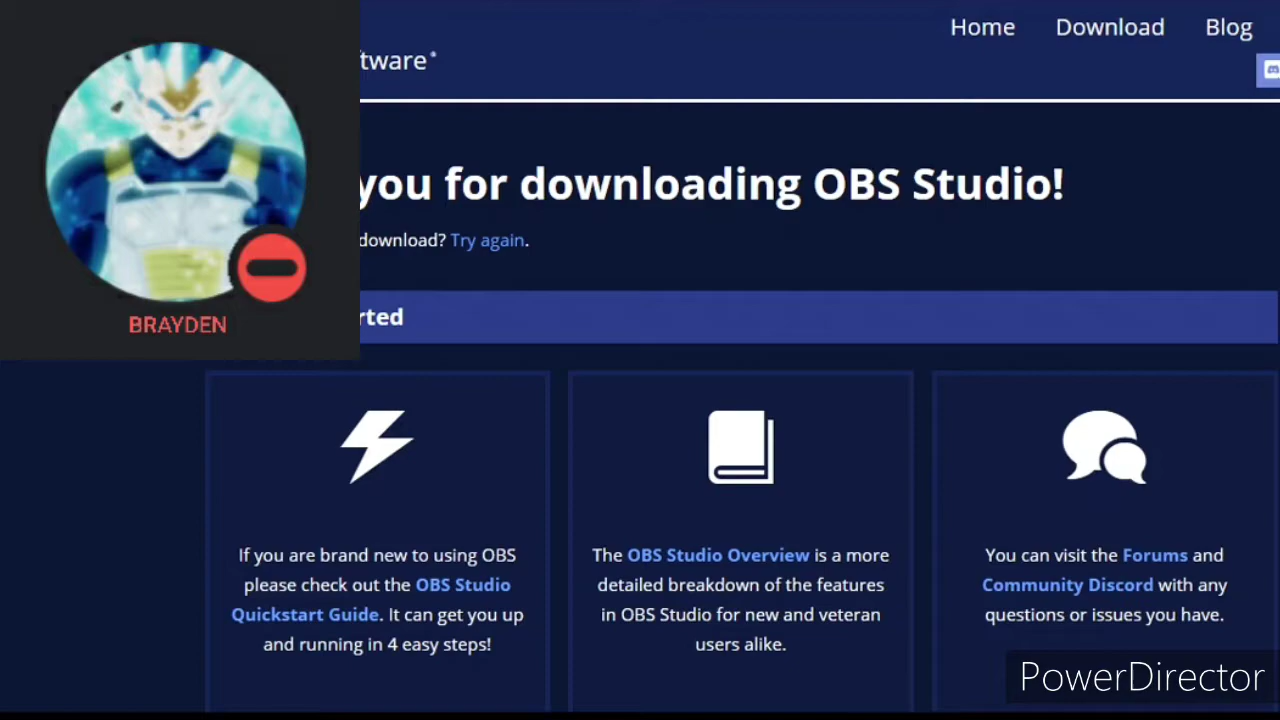 Home Download Blog
tware
you for downloading OBS Studio!
download? Try again.
rted
BRAYDEN
If you are brand new to using OBS
please check out the OBS Studio
Quickstart Guide. It can get you up
and running in 4 easy steps!
The OBS Studio Overview is a more
detailed breakdown of the features
in OBS Studio for new and veteran
users alike.
You can visit the Forums and
Community Discord with any
questions or issues you have.
PowerDirector